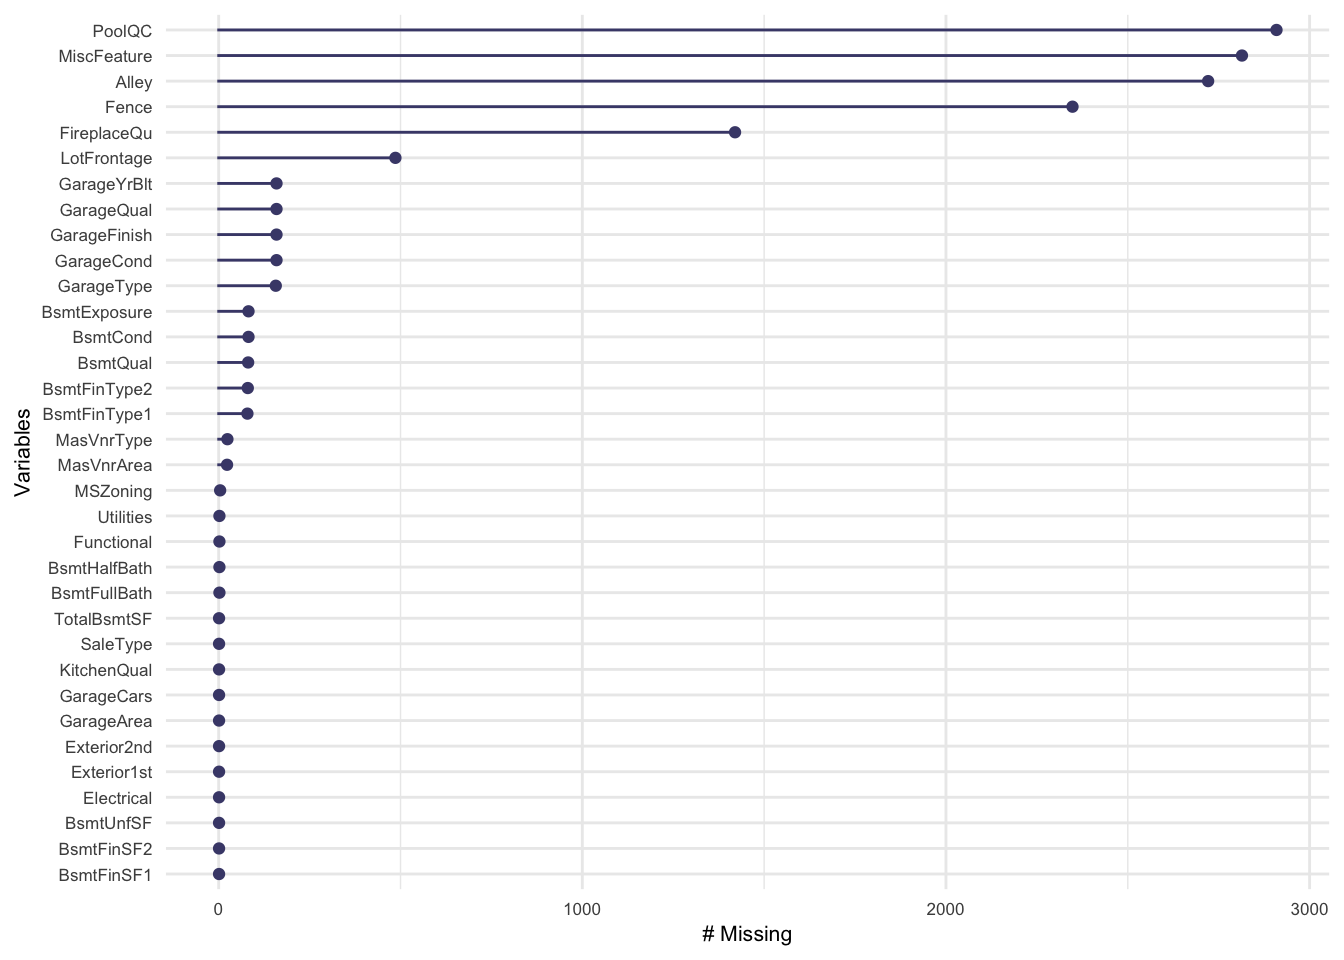 PoolQC
MiscFeature
Alley
Fence
FireplaceQu
LotFrontage
GarageYrBlt
GarageQual
GarageFinish
GarageCond
GarageType
BsmtExposure
BsmtCond
BsmtQual
BsmtFinType2
BsmtFinType1
MasVnrType
MasVnrArea
MSZoning
Utilities
Functional
BsmtHalfBath
BsmtFullBath
TotalBsmtSF
SaleType
KitchenQual
GarageCars
GarageArea
Exterior2nd
Exterior1st
Electrical
BsmtUnfSF
BsmtFinSF2
BsmtFinSF1
Variables
0 1000 2000 3000
# Missing